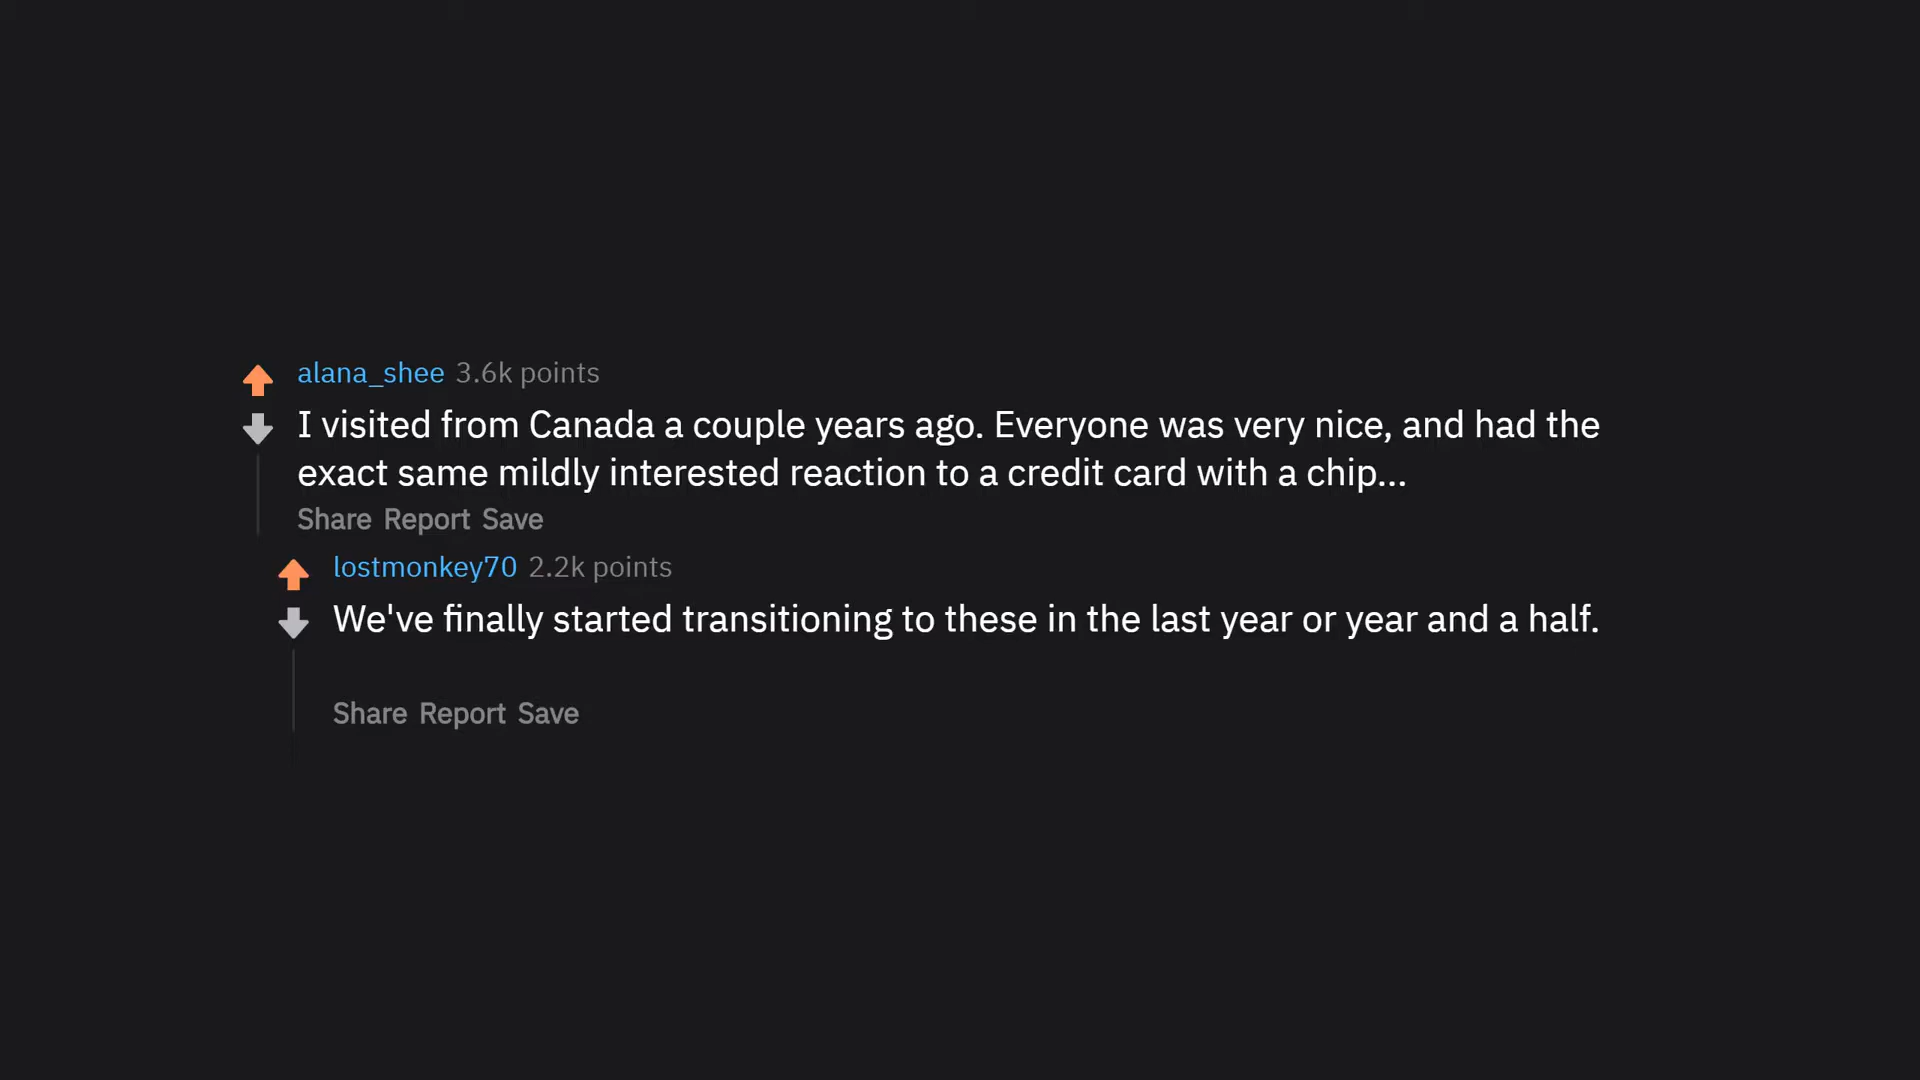 alana_shee 3.6k points
I visited from Canada a couple years ago. Everyone was very nice, and had the
exact same mildly interested reaction to a credit card with a chip...
Share Report Save
lostmonkey70 2.2k points
We've finally started transitioning to these in the last year or year and a half.
Share Report Save